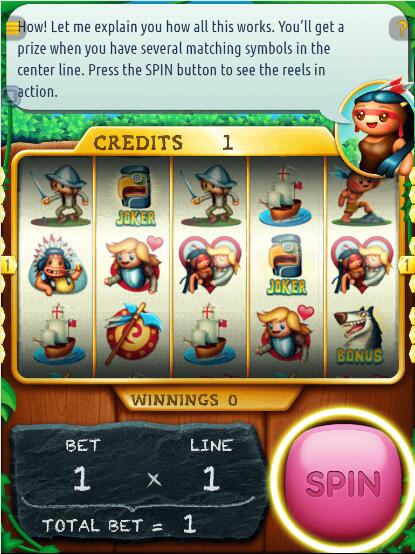 How! Let me explain you how all this works. You'll get a
prize when you have several matching symbols in the
center line. Press the SPIN button to see the reels in
action.
?
CREDITS 1
JOKER
1
JOKER
1
BONUS
WINNINGS 0
BET LINE
1 x 1
TOTAL BET = 1
SPIN